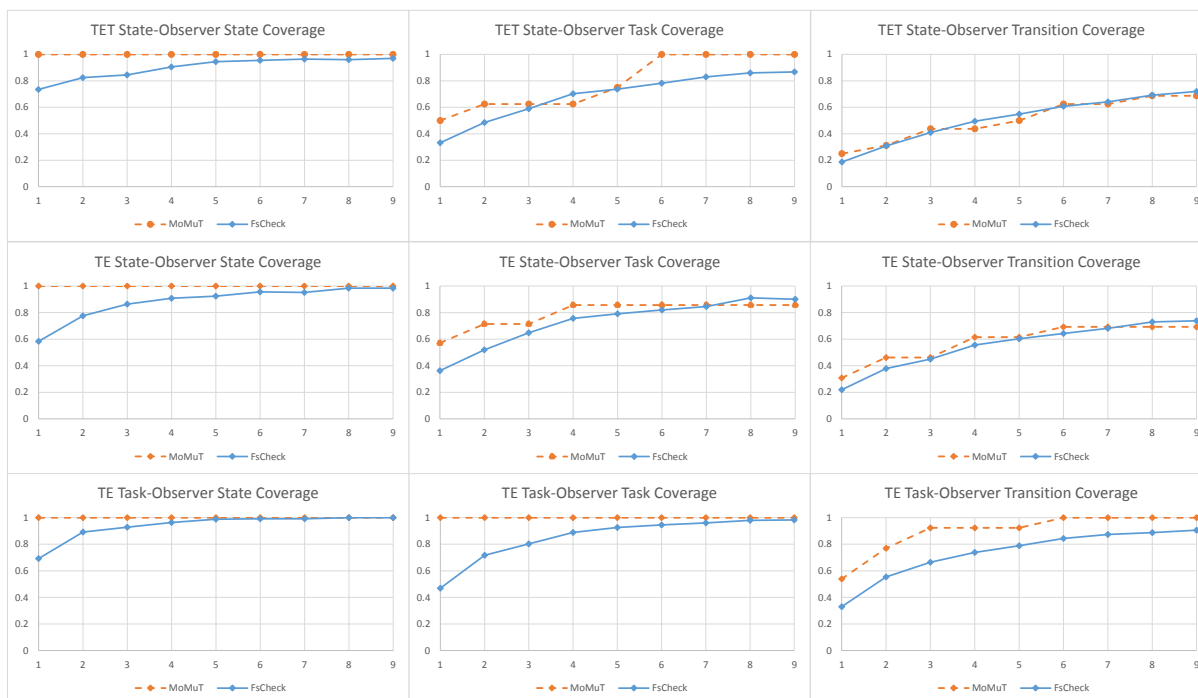 TET State-Observer State Coverage
1
0.8
0.6
0.4
0.2
0
1 2 3 4 5 6 7 8 9
MoMuT FsCheck
TET State-Observer Task Coverage
1
0.8
0.6
0.4
0.2
0
1 2 3 4 5 6 7 8 9
MoMuT FsCheck
TET State-Observer Transition Coverage
1
0.8
0.6
0.4
0.2
0
1 2 3 4 5 6 7 8 9
MoMuT FsCheck
TE State-Observer State Coverage
1
0.8
0.6
0.4
0.2
0
1 2 3 4 5 6 7 8 9
MoMuT FsCheck
TE State-Observer Task Coverage
1
0.8
0.6
0.4
0.2
0
1 2 3 4 5 6 7 8 9
MoMuT FsCheck
TE State-Observer Transition Coverage
1
0.8
0.6
0.4
0.2
0
1 2 3 4 5 6 7 8 9
MoMuT FsCheck
TE Task-Observer State Coverage
1
0.8
0.6
0.4
0.2
0
1 2 3 4 5 6 7 8 9
MoMuT FsCheck
TE Task-Observer Task Coverage
1
0.8
0.6
0.4
0.2
0
1 2 3 4 5 6 7 8 9
MoMuT FsCheck
TE Task-Observer Transition Coverage
1
0.8
0.6
0.4
0.2
0
1 2 3 4 5 6 7 8 9
MoMuT FsCheck